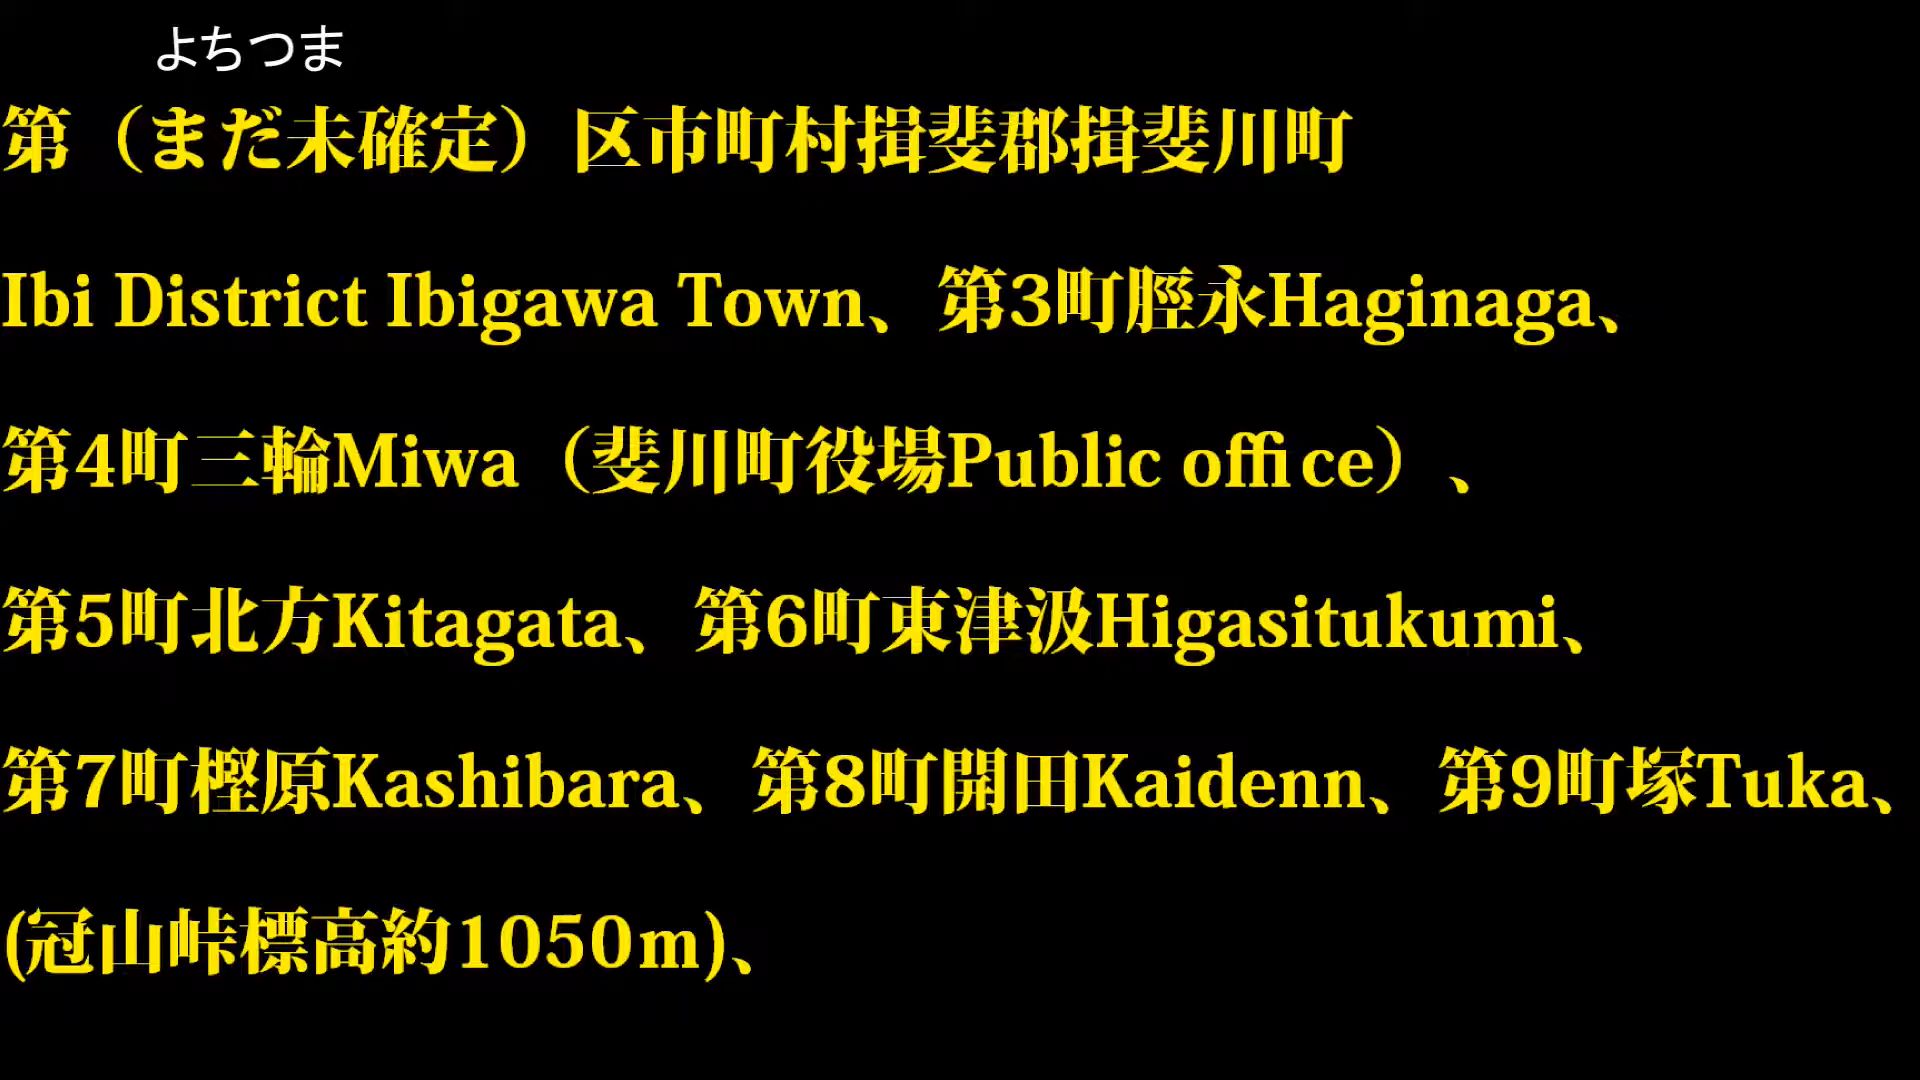 よちつま
第（まだ未確定）区市町村揖斐郡揖斐川町
Ibi District Ibigawa Town、第3町脛永Haginaga、
第4町三輪Miwa（斐川町役場Public office）、
第5町北方Kitagata、第6町東津汲Higasitukumi、
第7町樫原Kashibara、第8町開田Kaidenn、第9町塚Tuka、
(冠山峠標高約1050m)、